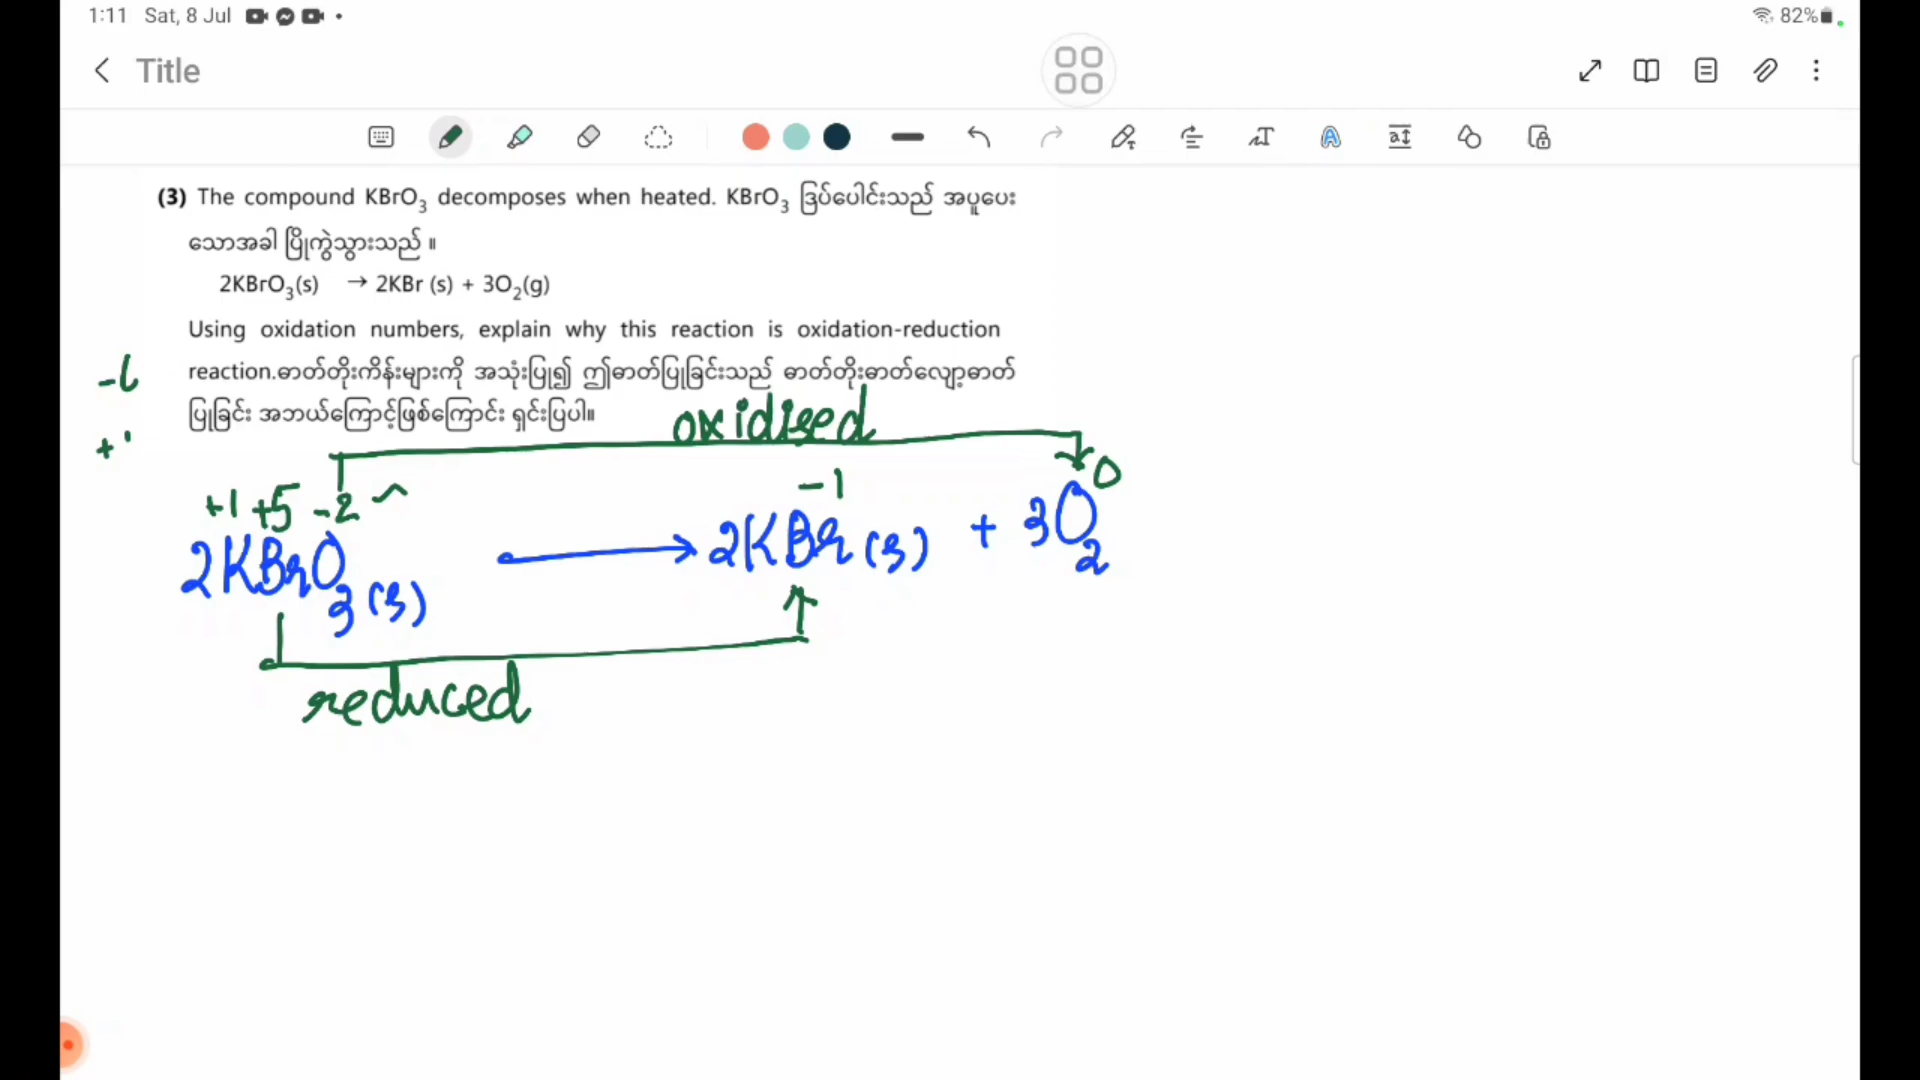 1:11 Sat, 8 Jul
82%
Title
(3) The compound KBrO₃ decomposes when heated. KBrO₃ ဒြပ်ပေါင်းသည် အပူပေး
သောအခါ ပြိုကွဲသွားသည် ။
2KBrO₃(s) → 2KBr (s) + 3O₂(g)
Using oxidation numbers, explain why this reaction is oxidation-reduction
reaction.ဓာတ်တိုးကိန်းများကို အသုံးပြု၍ ဤဓာတ်ပြုခြင်းသည် ဓာတ်တိုးဓာတ်လျော့ဓာတ်
ပြုခြင်း အဘယ်ကြောင့်ဖြစ်ကြောင်း ရှင်းပြပါ။
oxidised
+1 +5 -2 -1 0
2KBrO₃(s) → 2KBr(s) + 3O₂
reduced